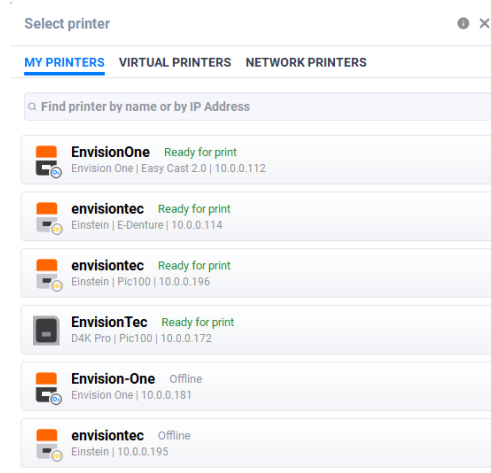 Select printer
MY PRINTERS VIRTUAL PRINTERS NETWORK PRINTERS
Find printer by name or by IP Address
EnvisionOne Ready for print
Envision One | Easy Cast 2.0 | 10.0.0.112
envisiontec Ready for print
Einstein | E-Denture | 10.0.0.114
envisiontec Ready for print
Einstein | Pic100 | 10.0.0.196
EnvisionTec Ready for print
D4K Pro | Pic100 | 10.0.0.172
Envision-One Offline
Envision One | 10.0.0.181
envisiontec Offline
Einstein | 10.0.0.195